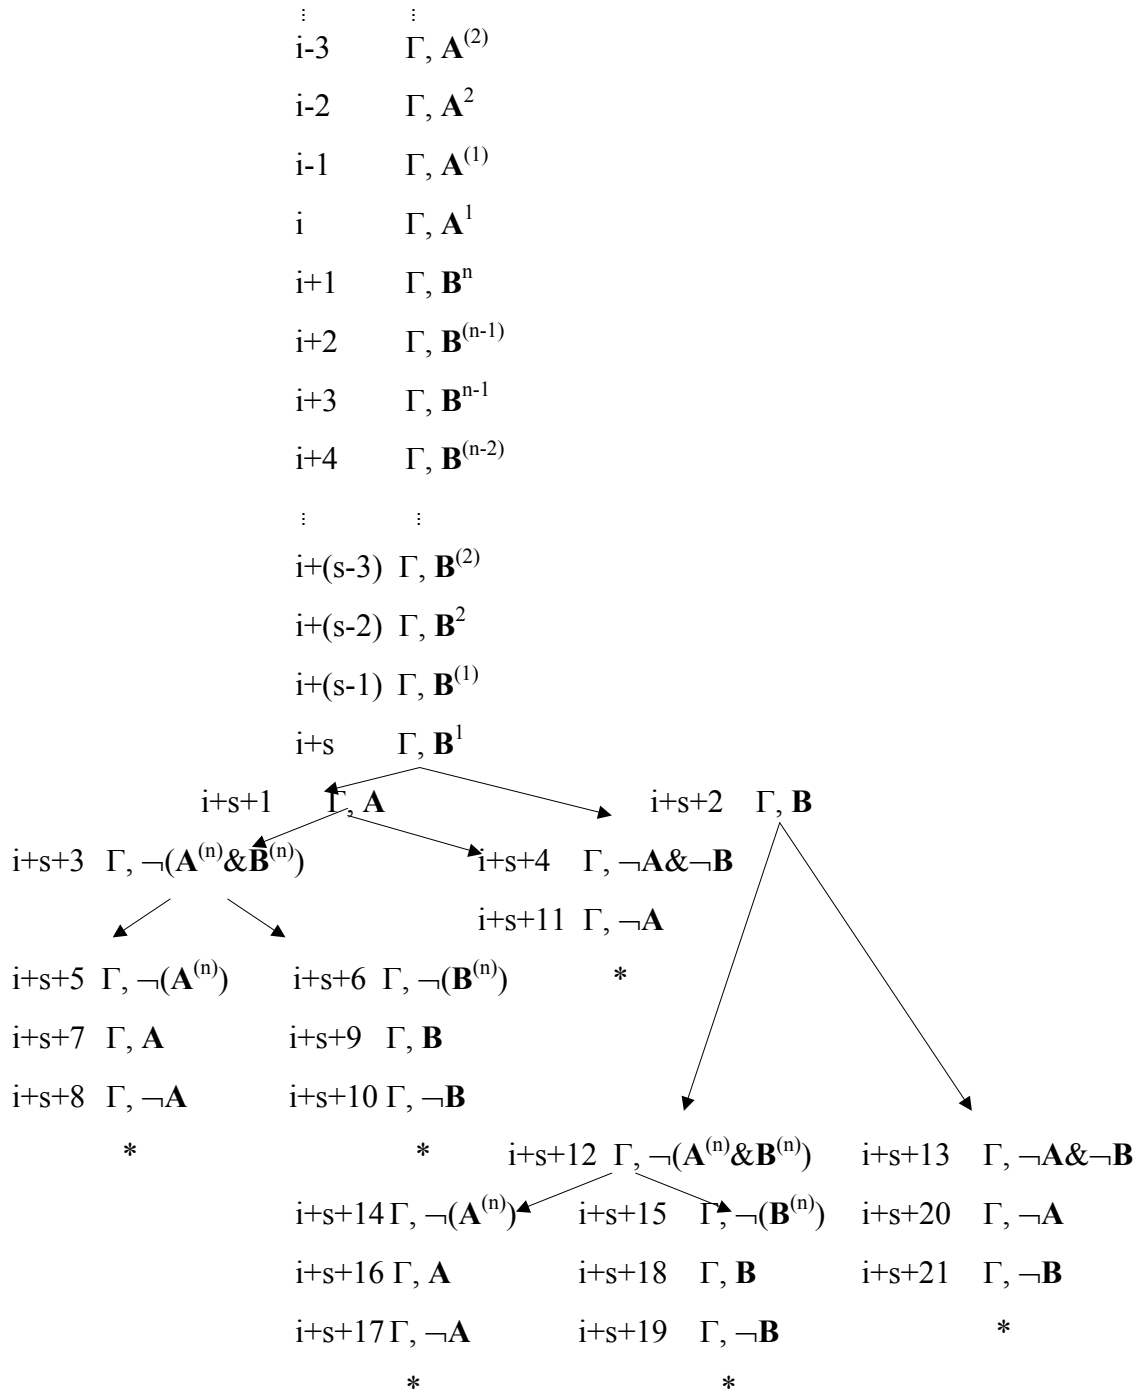 ⋮ ⋮
i-3 Γ, A⁽²⁾
i-2 Γ, A²
i-1 Γ, A⁽¹⁾
i Γ, A¹
i+1 Γ, Bⁿ
i+2 Γ, B⁽ⁿ⁻¹⁾
i+3 Γ, Bⁿ⁻¹
i+4 Γ, B⁽ⁿ⁻²⁾
⋮ ⋮
i+(s-3) Γ, B⁽²⁾
i+(s-2) Γ, B²
i+(s-1) Γ, B⁽¹⁾
i+s Γ, B¹
i+s+1 Γ, A i+s+2 Γ, B
i+s+3 Γ, ¬(A⁽ⁿ⁾&B⁽ⁿ⁾) i+s+4 Γ, ¬A&¬B
i+s+11 Γ, ¬A
i+s+5 Γ, ¬(A⁽ⁿ⁾) i+s+6 Γ, ¬(B⁽ⁿ⁾) *
i+s+7 Γ, A i+s+9 Γ, B
i+s+8 Γ, ¬A i+s+10 Γ, ¬B
* * i+s+12 Γ, ¬(A⁽ⁿ⁾&B⁽ⁿ⁾) i+s+13 Γ, ¬A&¬B
i+s+14 Γ, ¬(A⁽ⁿ⁾) i+s+15 Γ, ¬(B⁽ⁿ⁾) i+s+20 Γ, ¬A
i+s+16 Γ, A i+s+18 Γ, B i+s+21 Γ, ¬B
i+s+17 Γ, ¬A i+s+19 Γ, ¬B *
* *